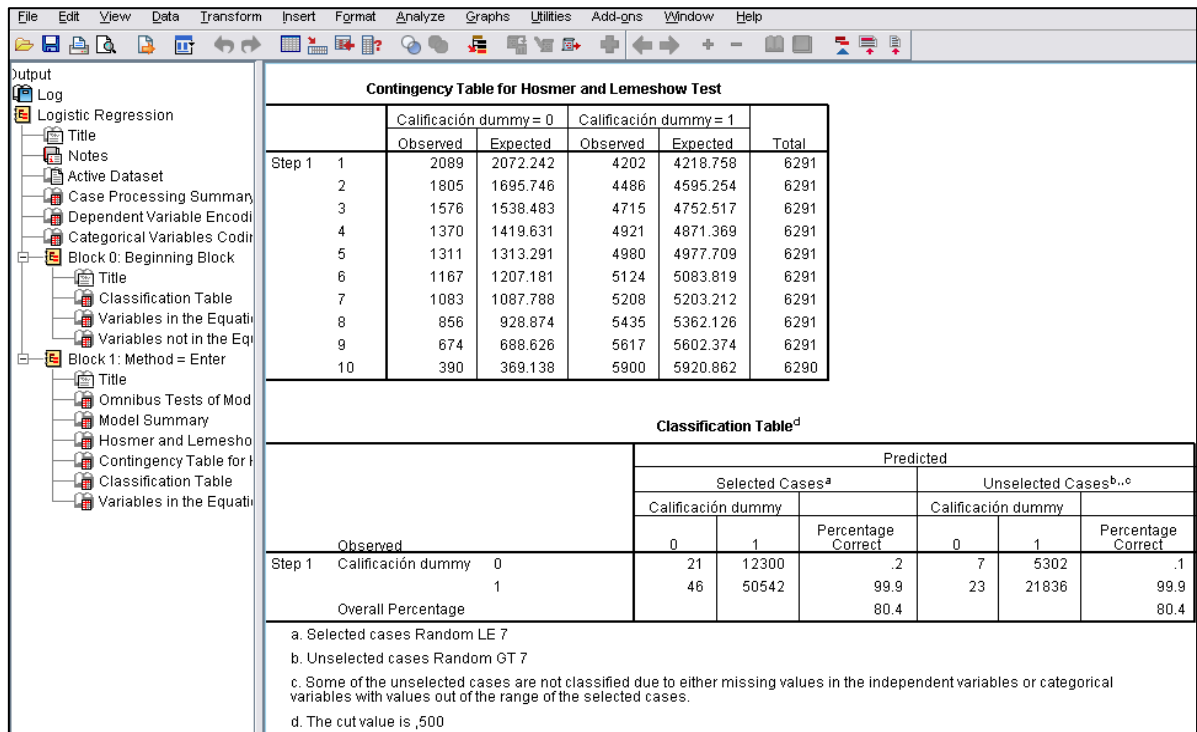 File Edit View Data Transform Insert Format Analyze Graphs Utilities Add-ons Window Help
Output
Log
Logistic Regression
Title
Notes
Active Dataset
Case Processing Summary
Dependent Variable Encodi
Categorical Variables Codin
Block 0: Beginning Block
Title
Classification Table
Variables in the Equati
Variables not in the Equ
Block 1: Method = Enter
Title
Omnibus Tests of Mod
Model Summary
Hosmer and Lemesho
Contingency Table for H
Classification Table
Variables in the Equati
Contingency Table for Hosmer and Lemeshow Test
Calificación dummy = 0 Calificación dummy = 1
Observed Expected Observed Expected Total
Step 1 1 2089 2072.242 4202 4218.758 6291
2 1805 1695.746 4486 4595.254 6291
3 1576 1538.483 4715 4752.517 6291
4 1370 1419.631 4921 4871.369 6291
5 1311 1313.291 4980 4977.709 6291
6 1167 1207.181 5124 5083.819 6291
7 1083 1087.788 5208 5203.212 6291
8 856 928.874 5435 5362.126 6291
9 674 688.626 5617 5602.374 6291
10 390 369.138 5900 5920.862 6290
Classification Tabled
Predicted
Selected Casesa Unselected Casesb,,c
Calificación dummy Calificación dummy
Observed 0 1 Percentage Correct 0 1 Percentage Correct
Step 1 Calificación dummy 0 21 12300 .2 7 5302 .1
1 46 50542 99.9 23 21836 99.9
Overall Percentage 80.4 80.4
a. Selected cases Random LE 7
b. Unselected cases Random GT 7
c. Some of the unselected cases are not classified due to either missing values in the independent variables or categorical
variables with values out of the range of the selected cases.
d. The cut value is ,500